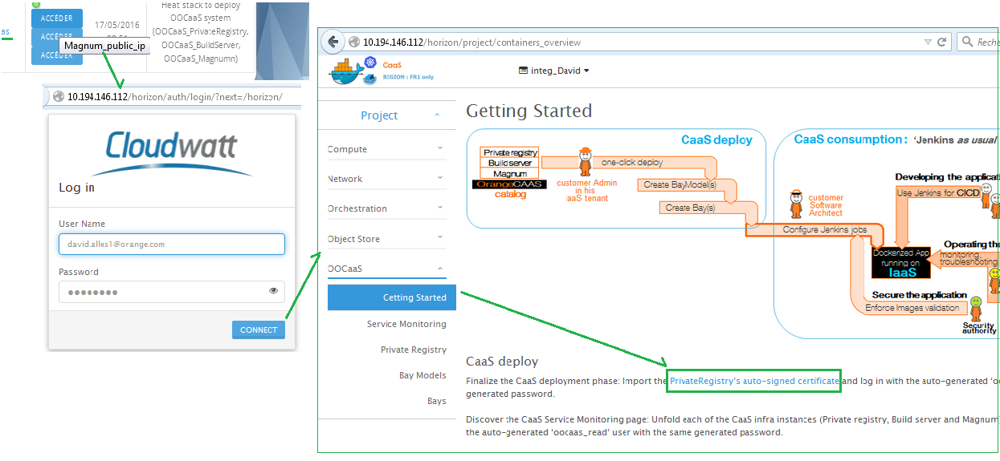 as
ACCÉDER
ACCÉDER
ACCÉDER
17/05/2016
Magnum_public_ip
Heat stack to deploy
OOCaaS system
(OOCaaS_PrivateRegistry,
OOCaaS_BuildServer,
OOCaaS_Magnumn)
10.194.146.112/horizon/auth/login/?next=/horizon/
Cloudwatt
Log in
User Name
david.alles1@orange.com
Password
CONNECT
10.194.146.112/horizon/project/containers_overview
Reche
CaaS
REGION : FR1 only
integ_David
Project
Compute
Network
Orchestration
Object Store
OOCaaS
Getting Started
Service Monitoring
Private Registry
Bay Models
Bays
Getting Started
CaaS deploy
Private registry
Build server
Magnum
OrangeCAAS
catalog
one-click deploy
customer Admin
in his
IaaS tenant
Create BayModel(s)
Create Bay(s)
CaaS consumption : 'Jenkins as usual
Developing the applicatio
Use Jenkins for CICD
customer
Software
Architect
Configure Jenkins jobs
Operating the
Dockerized App
running on
IaaS
monitoring,
troubleshooting
Secure the application
Enforce Images validation
Security
authority
CaaS deploy
Finalize the CaaS deployment phase: Import the PrivateRegistry's auto-signed certificate and log in with the auto-generated 'oo
generated password.
Discover the CaaS Service Monitoring page: Unfold each of the CaaS infra instances (Private registry, Build server and Magnum)
the auto-generated 'oocaas_read' user with the same generated password.